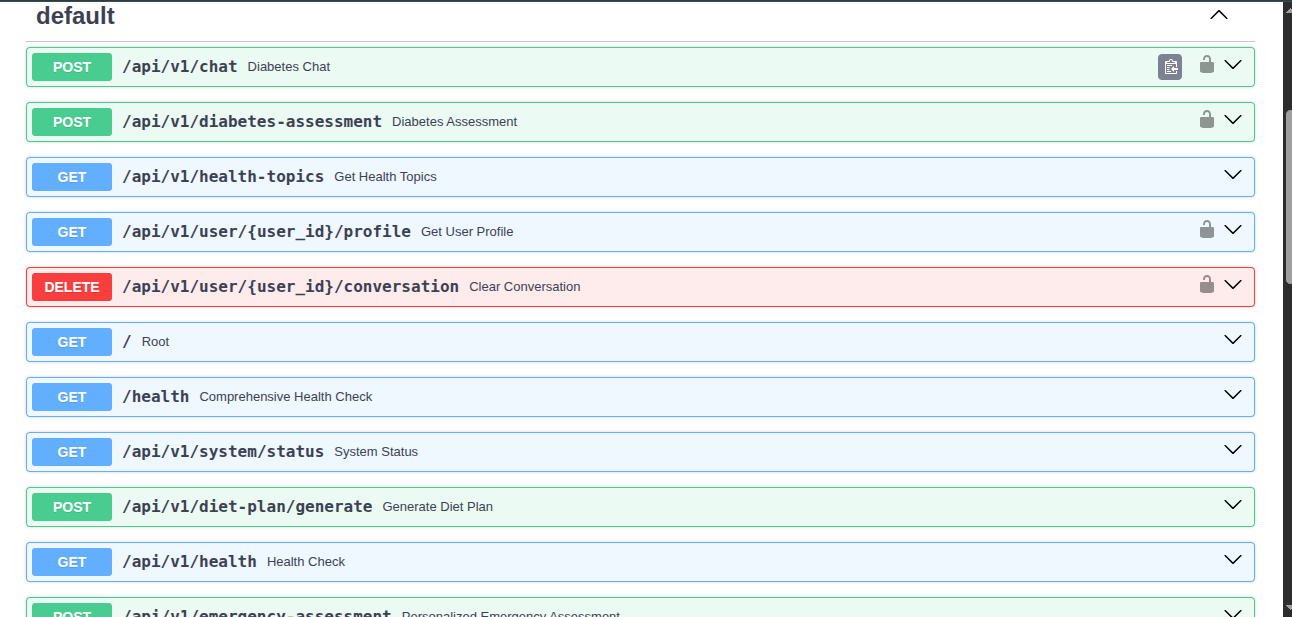 default
POST /api/v1/chat Diabetes Chat
POST /api/v1/diabetes-assessment Diabetes Assessment
GET /api/v1/health-topics Get Health Topics
GET /api/v1/user/{user_id}/profile Get User Profile
DELETE /api/v1/user/{user_id}/conversation Clear Conversation
GET / Root
GET /health Comprehensive Health Check
GET /api/v1/system/status System Status
POST /api/v1/diet-plan/generate Generate Diet Plan
GET /api/v1/health Health Check
POST /api/v1/emergency-assessment Personalized Emergency Assessment